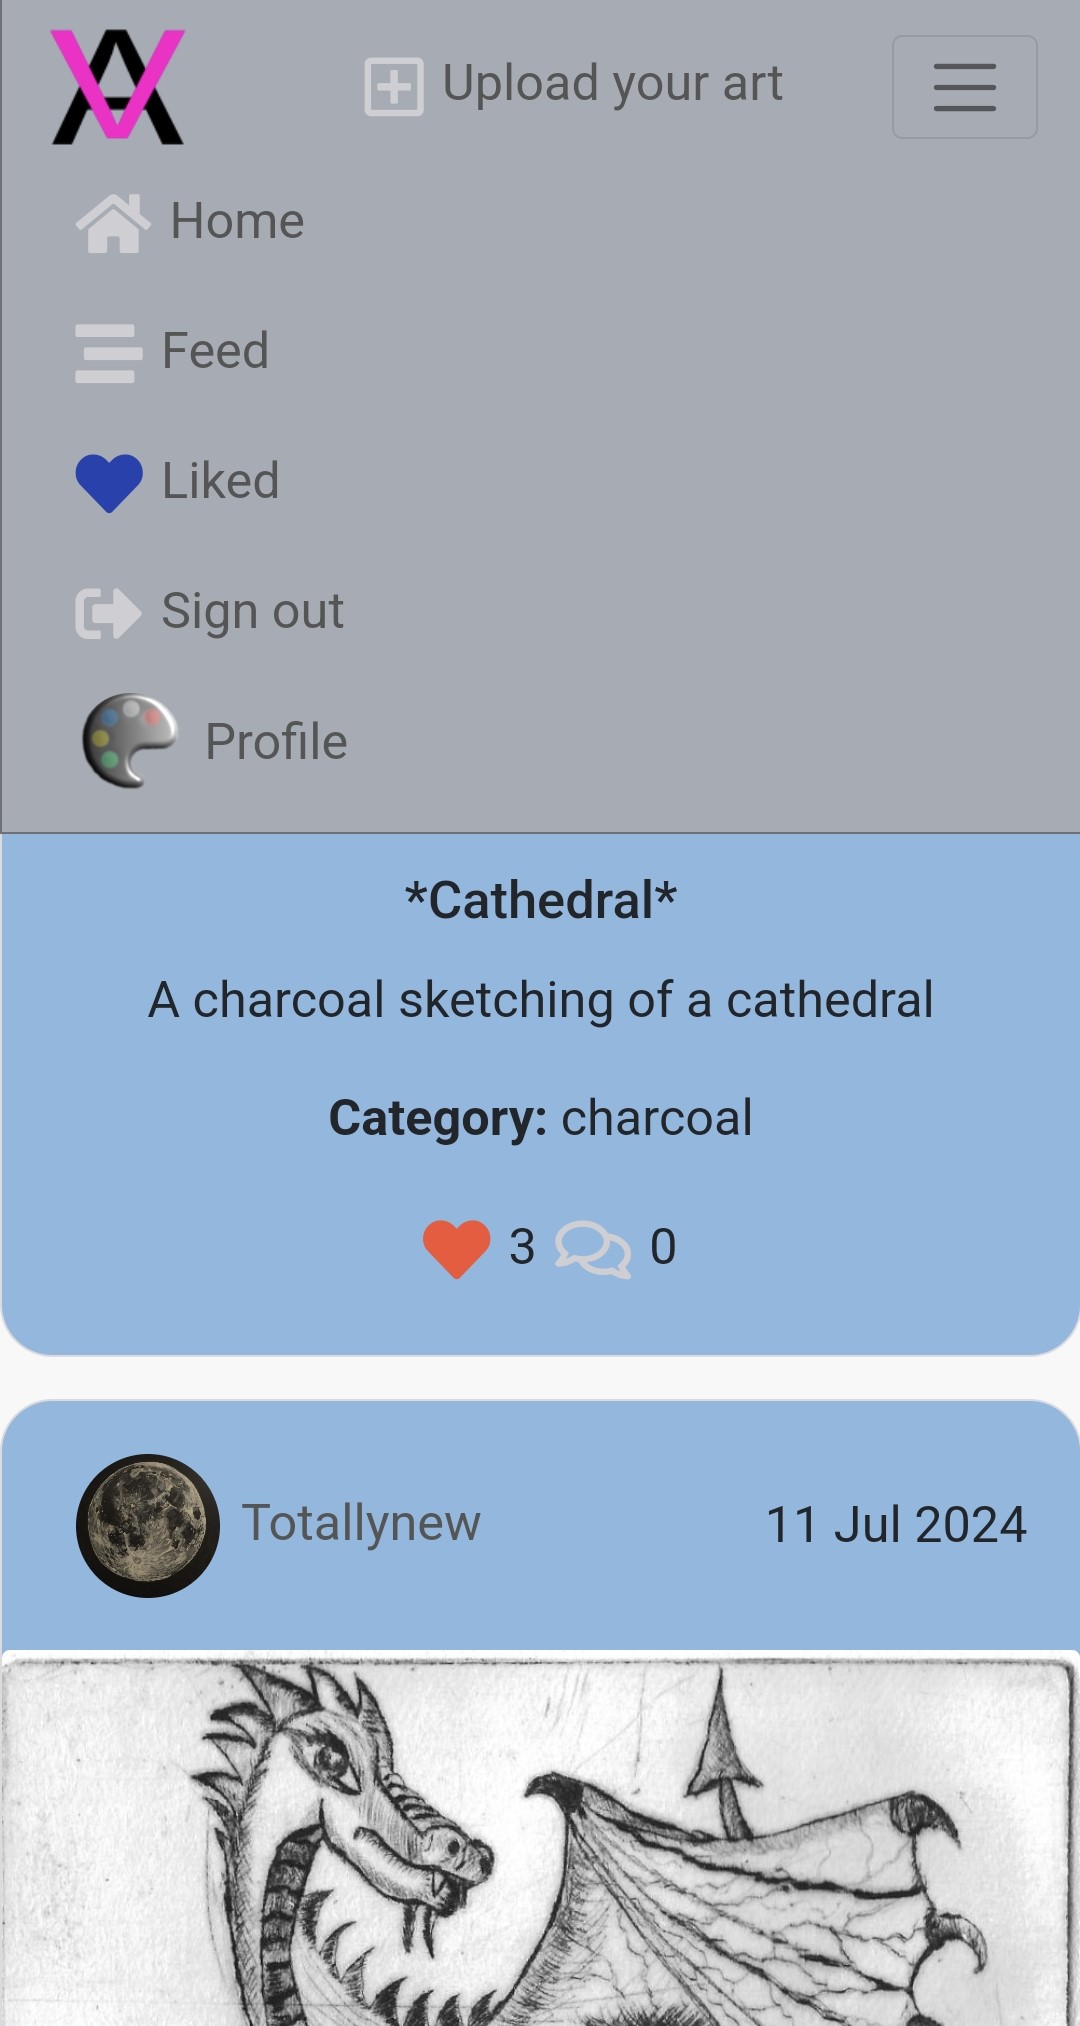 Upload your art
Home
Feed
Liked
Sign out
Profile
*Cathedral*
A charcoal sketching of a cathedral
Category: charcoal
3 0
Totallynew 11 Jul 2024